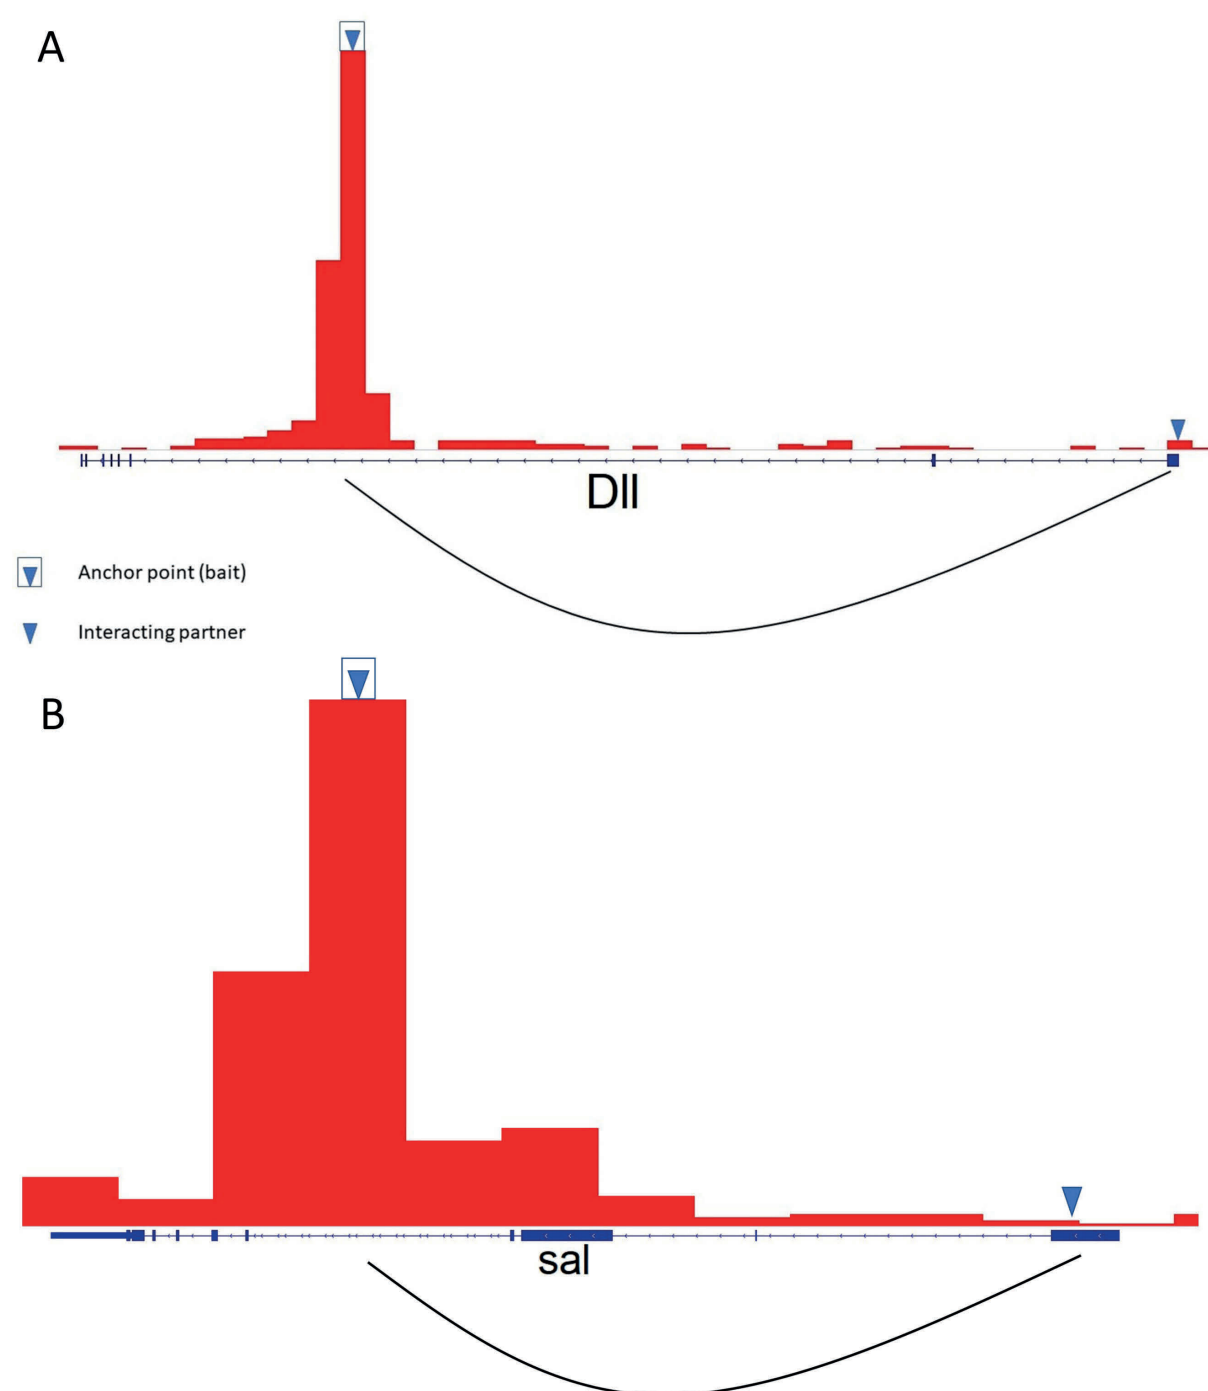 A
Dll
Anchor point (bait)
Interacting partner
B
sal